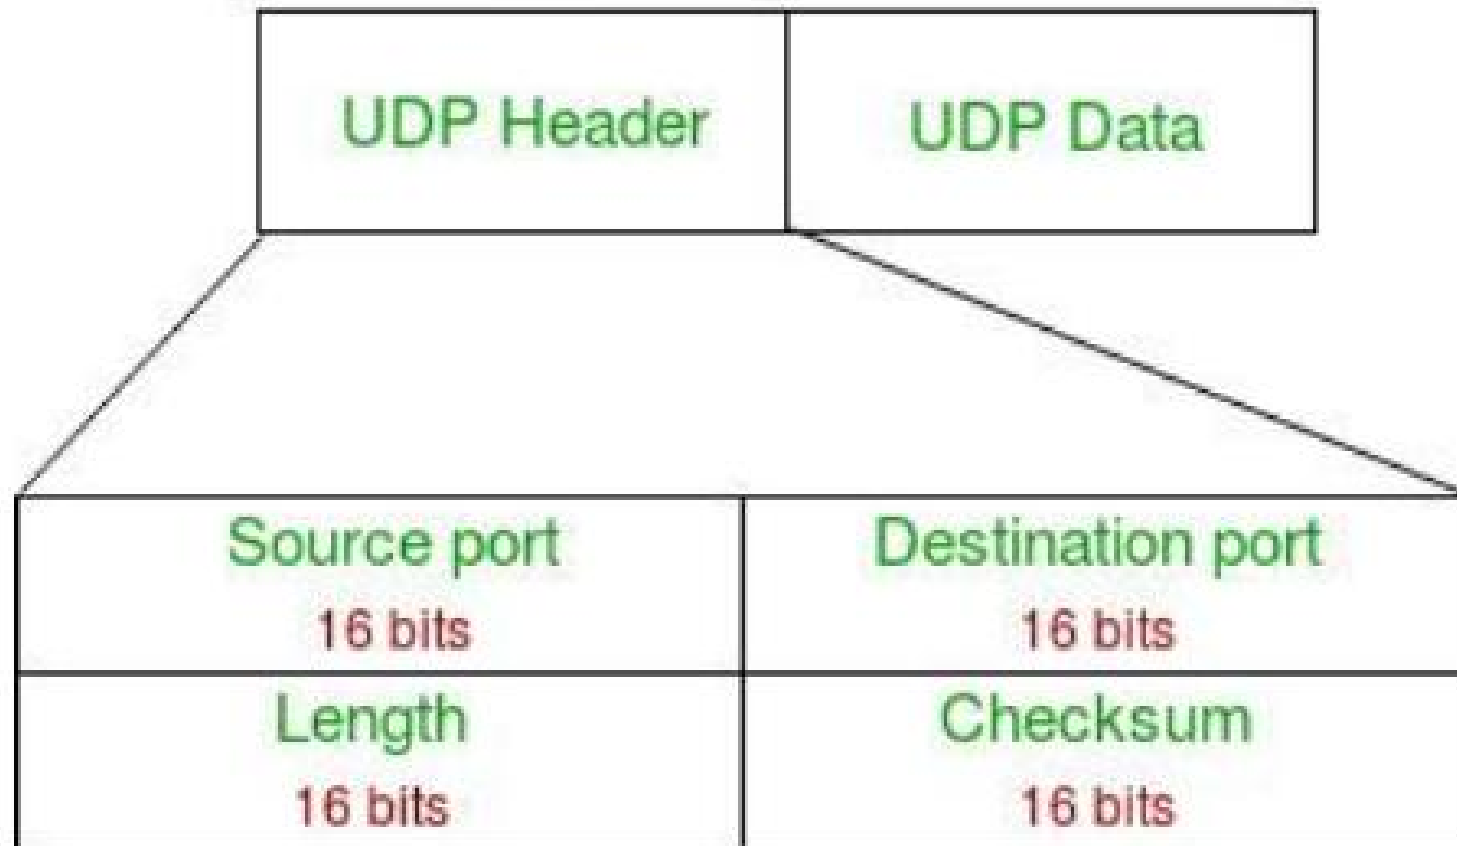 UDP Header
UDP Data
Source port
16 bits
Destination port
16 bits
Length
16 bits
Checksum
16 bits